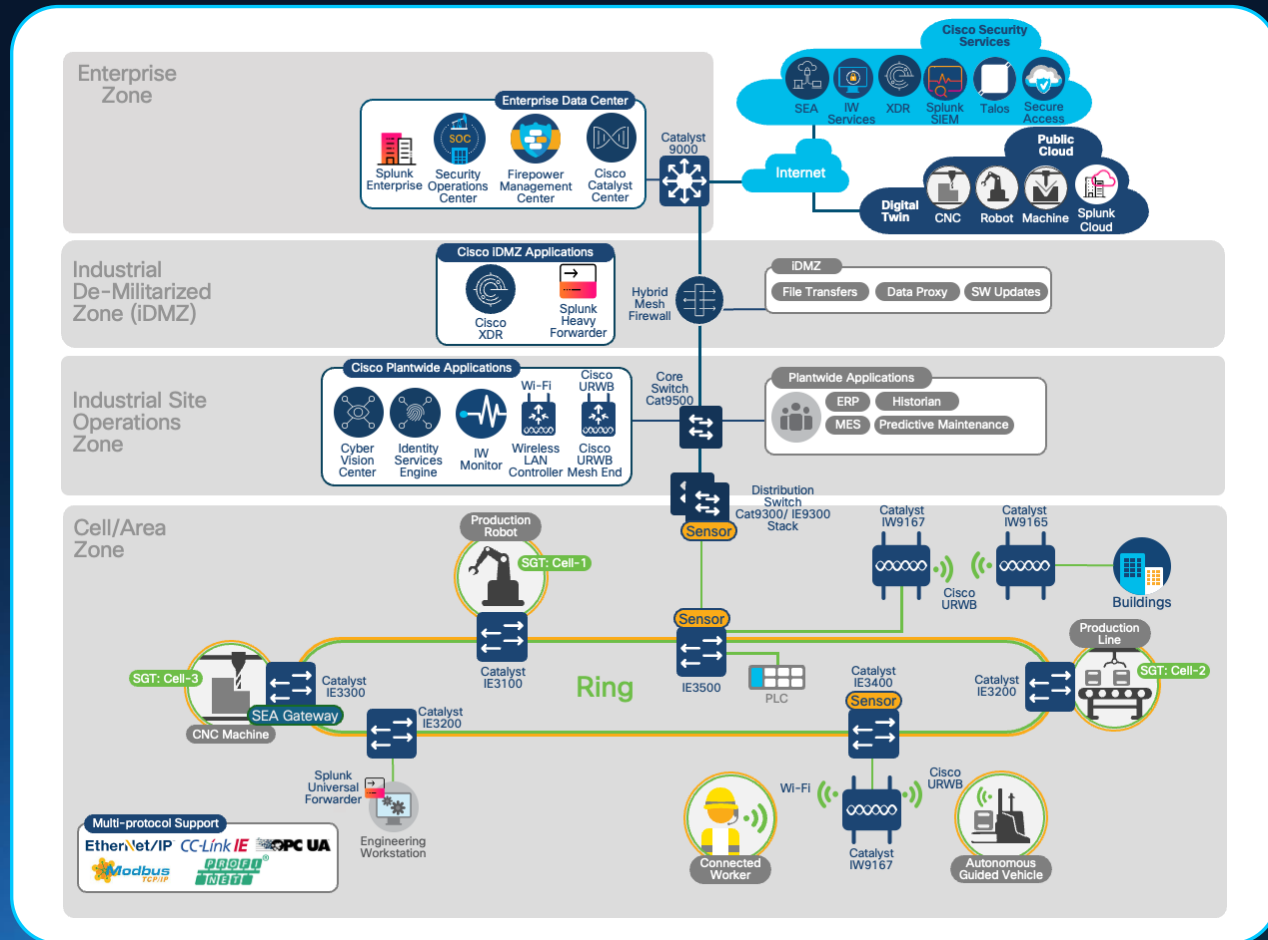 Enterprise
Zone
Enterprise Data Center
Splunk
Enterprise
SOC
Security
Operations
Center
Firepower
Management
Center
Cisco
Catalyst
Center
Catalyst
9000
Internet
Cisco Security
Services
SEA
IW
Services
XDR
Splunk
SIEM
Talos
Secure
Access
Public
Cloud
Digital
Twin
CNC
Robot
Machine
Splunk
Cloud
Industrial
De-Militarized
Zone (iDMZ)
Cisco iDMZ Applications
Cisco
XDR
Splunk
Heavy
Forwarder
Hybrid
Mesh
Firewall
iDMZ
File Transfers
Data Proxy
SW Updates
Industrial Site
Operations
Zone
Cisco Plantwide Applications
Cyber
Vision
Center
Identity
Services
Engine
IW
Monitor
Wi-Fi
Wireless
LAN
Controller
Cisco
URWB
Cisco
URWB
Mesh End
Core
Switch
Cat9500
Plantwide Applications
ERP
Historian
MES
Predictive Maintenance
Distribution
Switch
Cat9300/ IE9300
Stack
Sensor
Cell/Area
Zone
Production
Robot
SGT: Cell-1
Catalyst
IE3100
Sensor
IE3500
PLC
Catalyst
IW9167
Cisco
URWB
Catalyst
IW9165
Buildings
Production
Line
SGT: Cell-2
Catalyst
IE3200
SGT: Cell-3
Catalyst
IE3300
SEA Gateway
CNC Machine
Ring
Catalyst
IE3400
Sensor
Catalyst
IE3200
Splunk
Universal
Forwarder
Engineering
Workstation
Connected
Worker
Wi-Fi
Catalyst
IW9167
Cisco
URWB
Autonomous
Guided Vehicle
Multi-protocol Support
EtherNet/IP CC-Link IE OPC UA
Modbus
TCP/IP
PROFI
NET